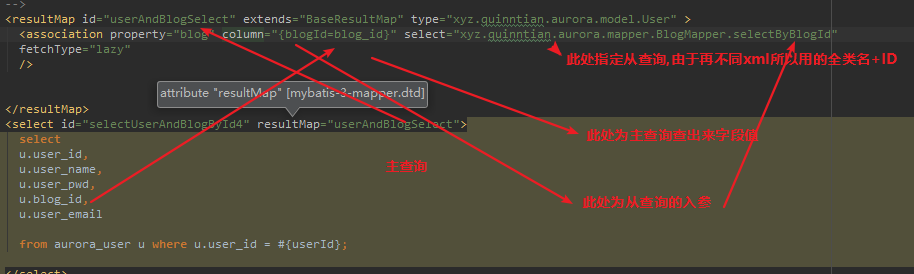 -->
<resultMap id="userAndBlogSelect" extends="BaseResultMap" type="xyz.quinntian.aurora.model.User" >
<association property="blog" column="{blogId=blog_id}" select="xyz.quinntian.aurora.mapper.BlogMapper.selectByBlogId"
fetchType="lazy"
/>
此处指定从查询,由于再不同xml所以用的全类名+ID
attribute "resultMap" [mybatis-3-mapper.dtd]
</resultMap>
<select id="selectUserAndBlogById4" resultMap="userAndBlogSelect">
此处为主查询查出来字段值
select
u.user_id,
u.user_name,
主查询
u.user_pwd,
u.blog_id,
此处为从查询的入参
u.user_email
from aurora_user u where u.user_id = #{userId};
</select>